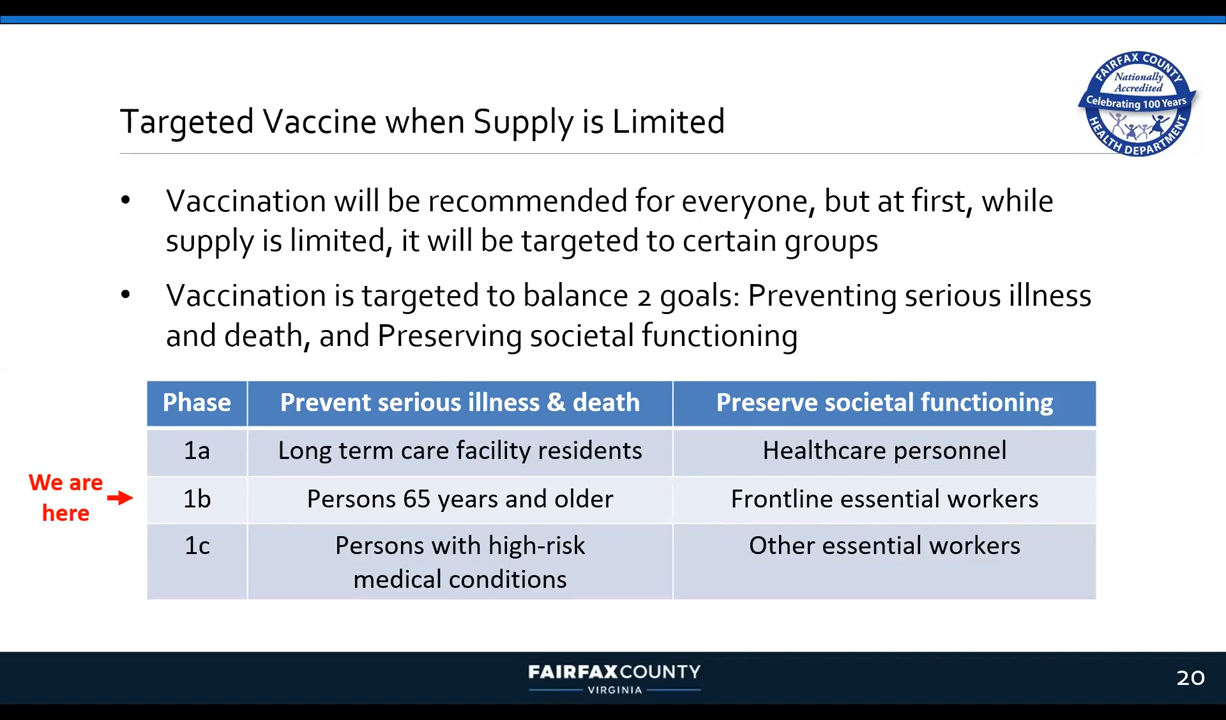 FAIRFAX COUNTY
Nationally
Accredited
Celebrating 100 Years
HEALTH DEPARTMENT
Targeted Vaccine when Supply is Limited
• Vaccination will be recommended for everyone, but at first, while
supply is limited, it will be targeted to certain groups
• Vaccination is targeted to balance 2 goals: Preventing serious illness
and death, and Preserving societal functioning
Phase Prevent serious illness & death Preserve societal functioning
1a Long term care facility residents Healthcare personnel
We are
here
1b Persons 65 years and older Frontline essential workers
1c Persons with high-risk Other essential workers
medical conditions
FAIRFAXCOUNTY
VIRGINIA
20